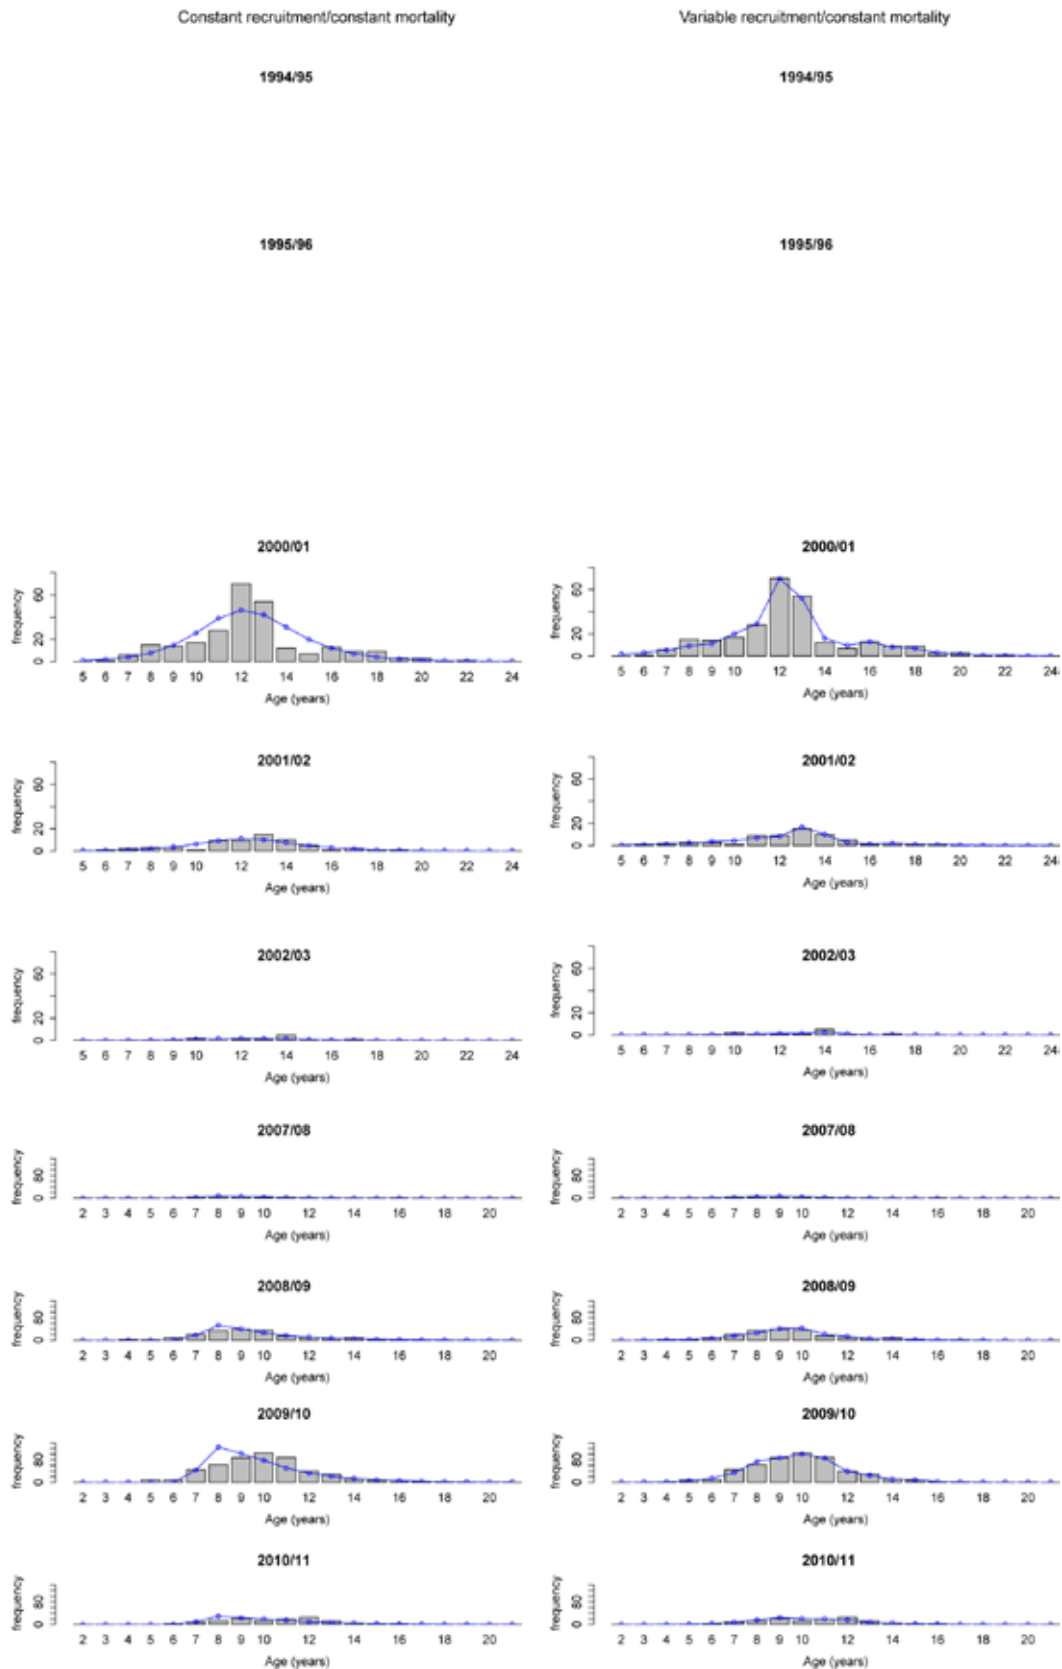 Constant recruitment/constant mortality Variable recruitment/constant mortality
1994/95 1994/95
1995/96 1995/96
2000/01 2000/01
frequency 0 20 60 frequency 0 20 60
5 6 7 8 9 10 12 14 16 18 20 22 24 5 6 7 8 9 10 12 14 16 18 20 22 24
Age (years) Age (years)
2001/02 2001/02
frequency 0 20 60 frequency 0 20 60
5 6 7 8 9 10 12 14 16 18 20 22 24 5 6 7 8 9 10 12 14 16 18 20 22 24
Age (years) Age (years)
2002/03 2002/03
frequency 0 20 60 frequency 0 20 60
5 6 7 8 9 10 12 14 16 18 20 22 24 5 6 7 8 9 10 12 14 16 18 20 22 24
Age (years) Age (years)
2007/08 2007/08
frequency 0 80 frequency 0 80
2 3 4 5 6 7 8 9 10 12 14 16 18 20 2 3 4 5 6 7 8 9 10 12 14 16 18 20
Age (years) Age (years)
2008/09 2008/09
frequency 0 80 frequency 0 80
2 3 4 5 6 7 8 9 10 12 14 16 18 20 2 3 4 5 6 7 8 9 10 12 14 16 18 20
Age (years) Age (years)
2009/10 2009/10
frequency 0 80 frequency 0 80
2 3 4 5 6 7 8 9 10 12 14 16 18 20 2 3 4 5 6 7 8 9 10 12 14 16 18 20
Age (years) Age (years)
2010/11 2010/11
frequency 0 80 frequency 0 80
2 3 4 5 6 7 8 9 10 12 14 16 18 20 2 3 4 5 6 7 8 9 10 12 14 16 18 20
Age (years) Age (years)